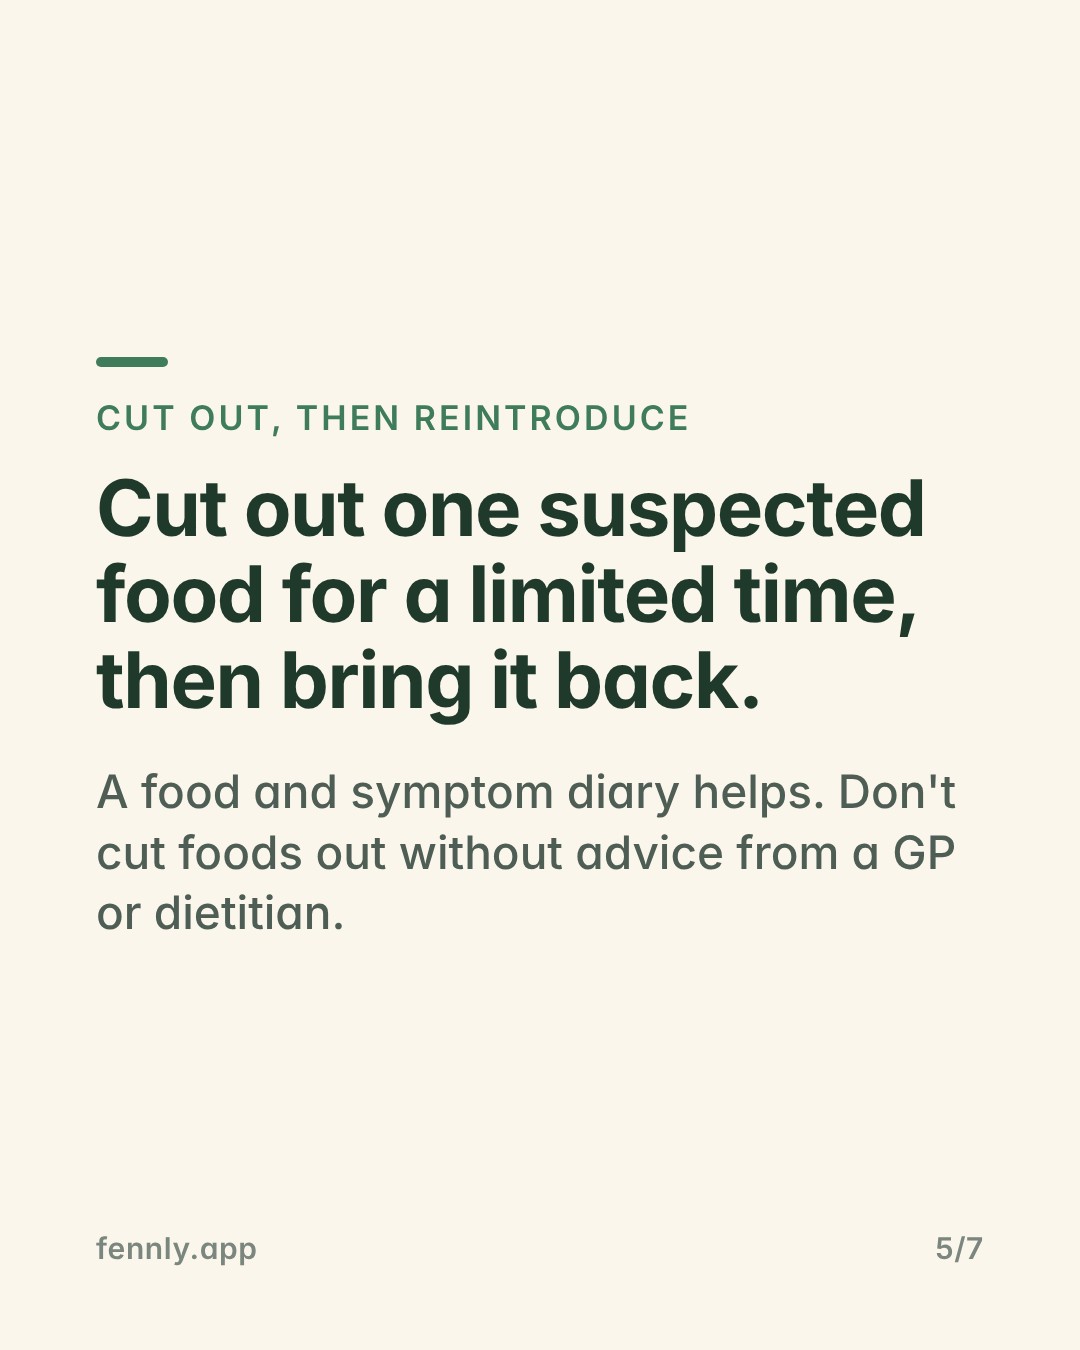 CUT OUT, THEN REINTRODUCE
Cut out one suspected
food for a limited time,
then bring it back.
A food and symptom diary helps. Don't
cut foods out without advice from a GP
or dietitian.
fennly.app
5/7